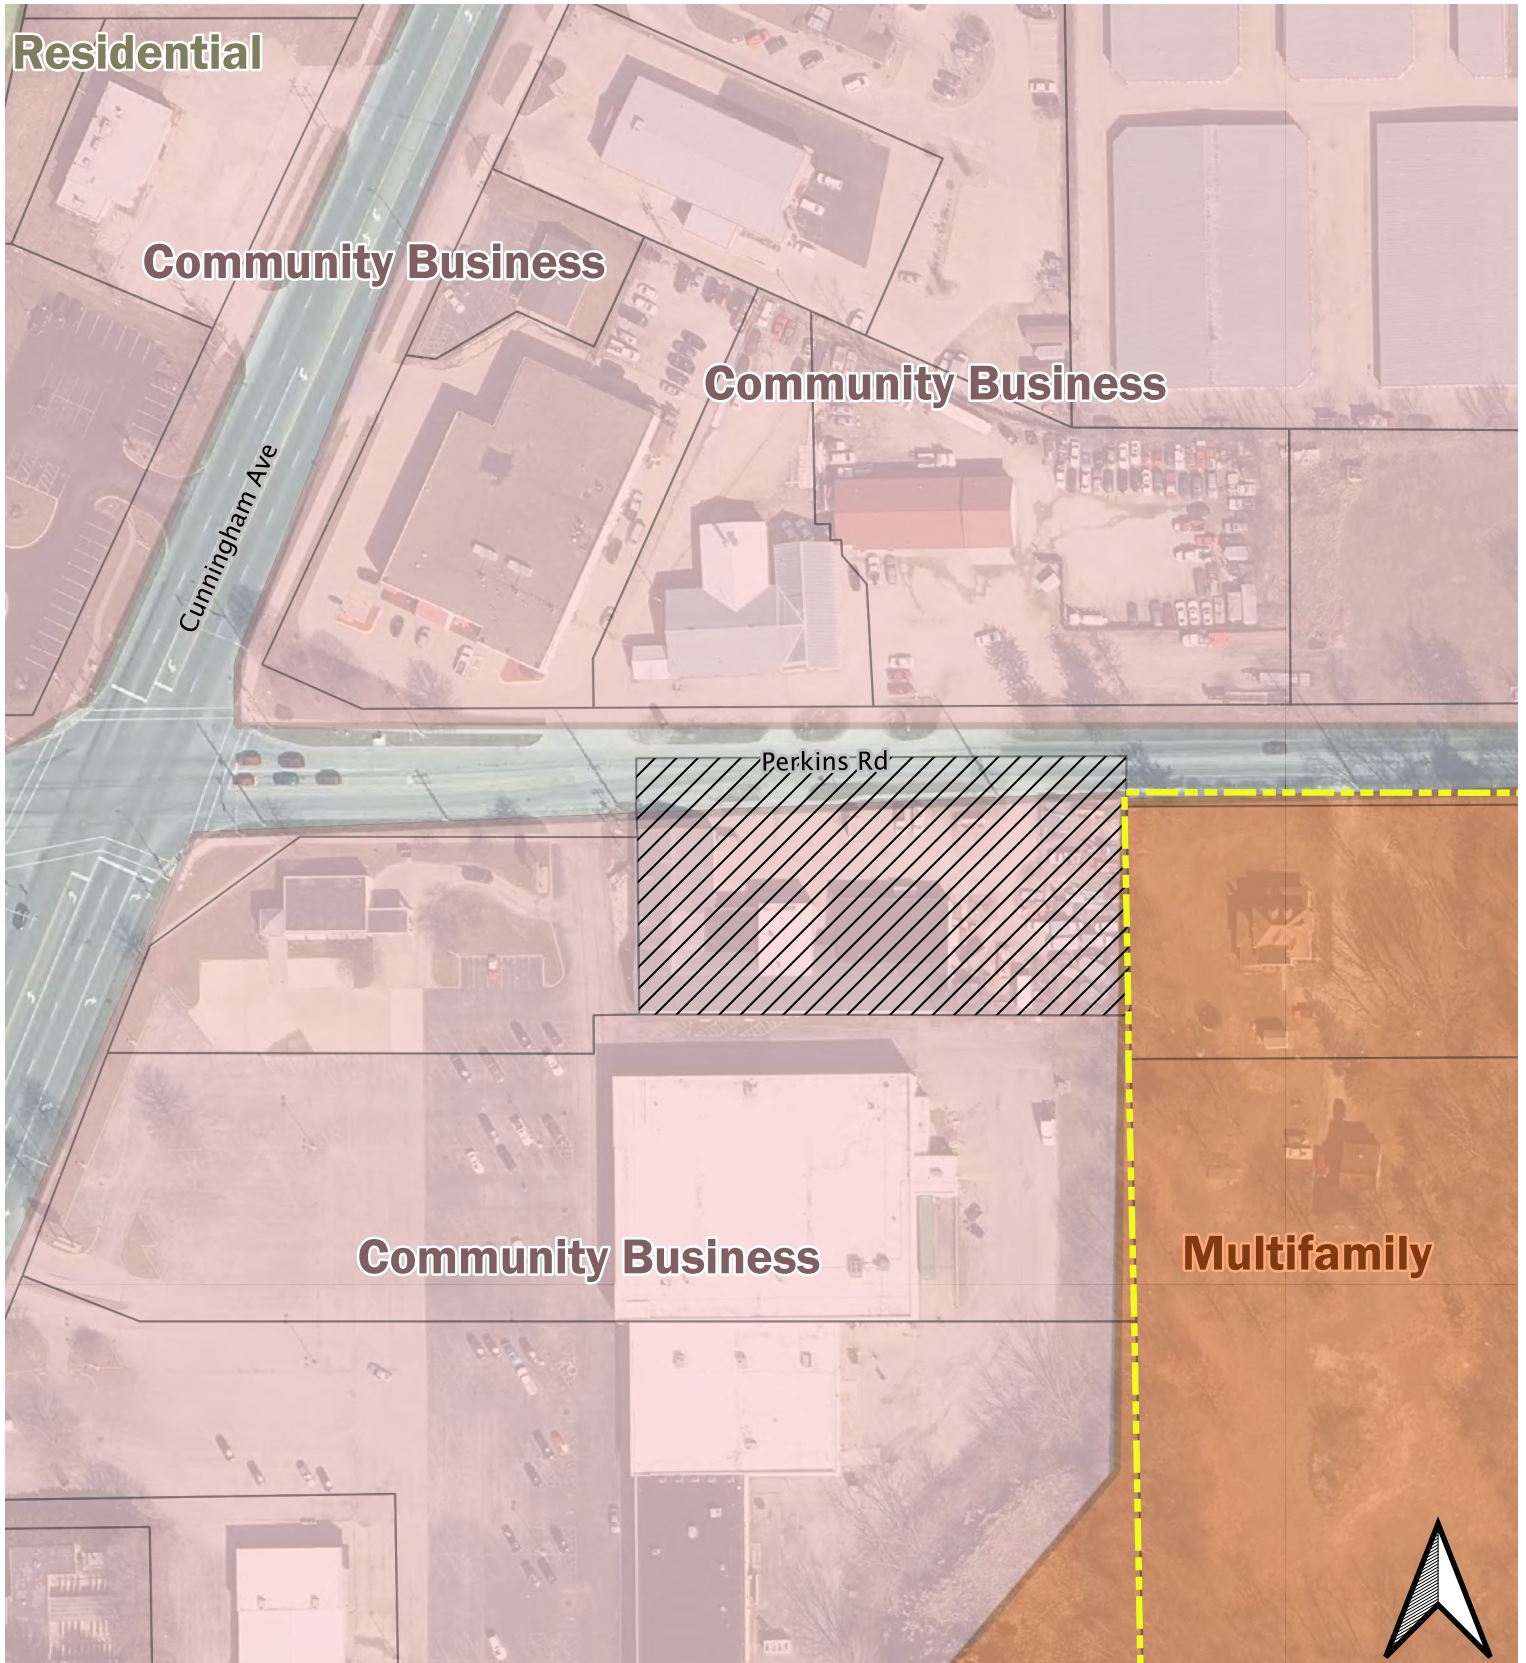 Residential
Community Business
Community Business
Cunningham Ave
Perkins Rd
Community Business
Multifamily